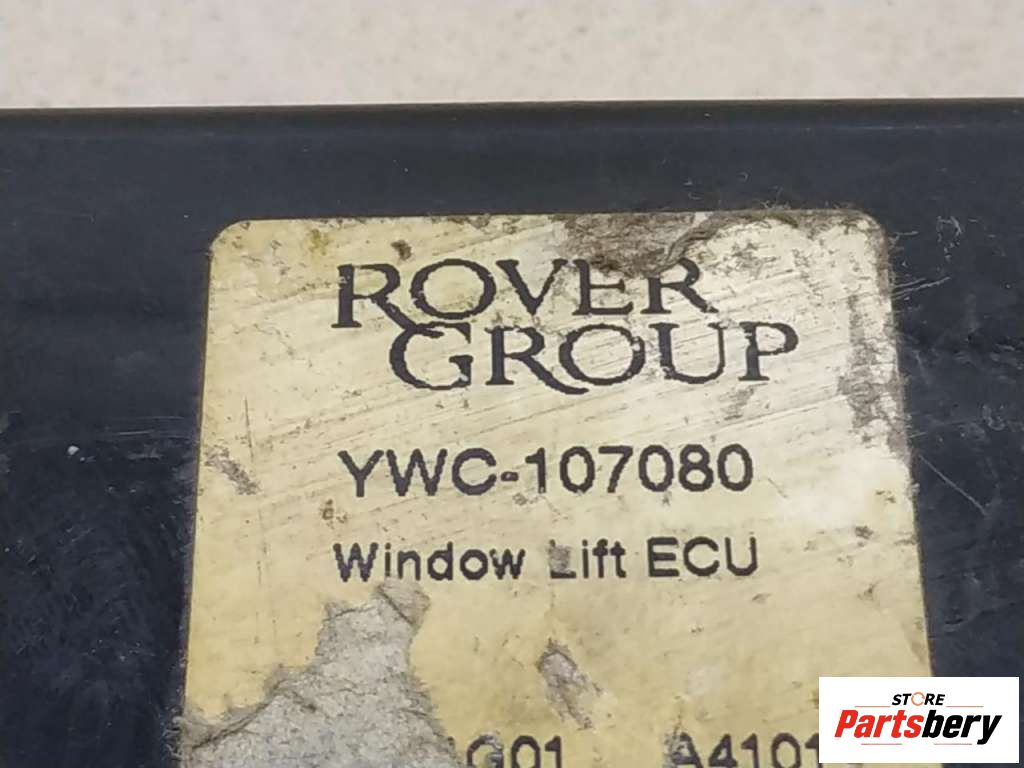 ROVER
GROUP
YWC-107080
Window Lift ECU
STORE
Partsbery